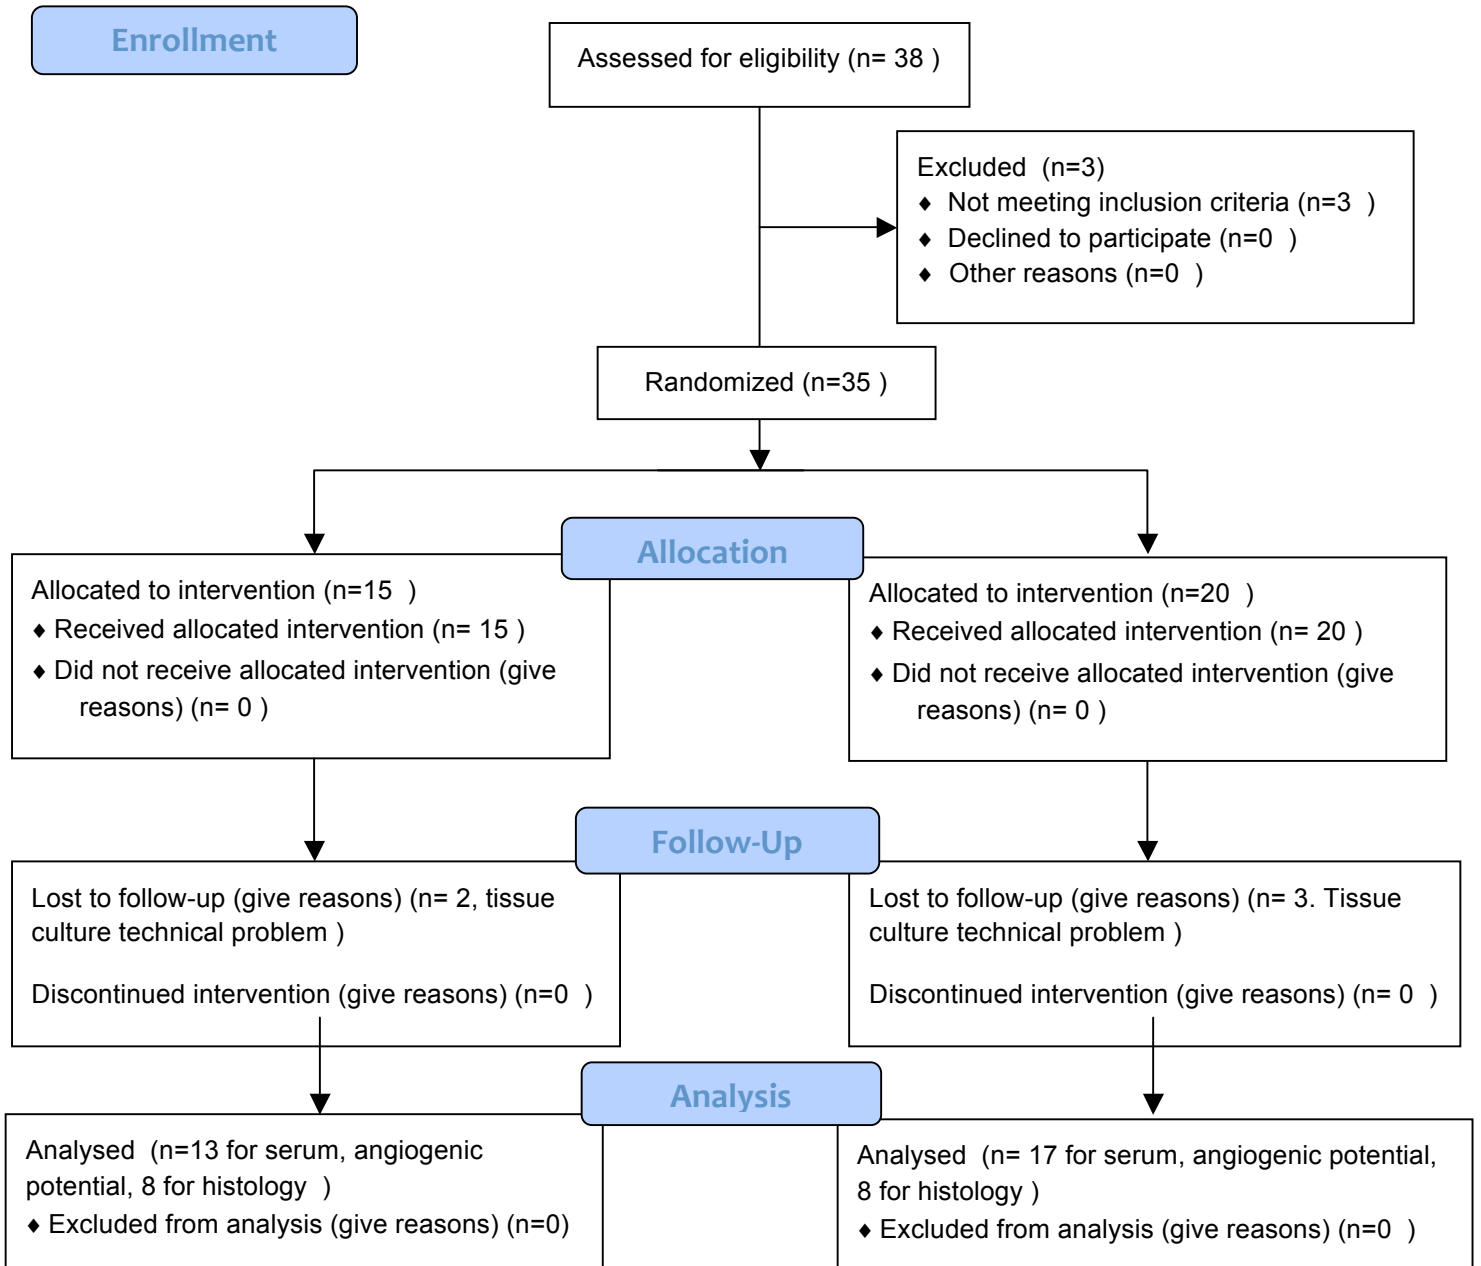 Enrollment
Assessed for eligibility (n= 38 )
Excluded (n=3)
♦ Not meeting inclusion criteria (n=3 )
♦ Declined to participate (n=0 )
♦ Other reasons (n=0 )
Randomized (n=35 )
Allocation
Allocated to intervention (n=15 )
♦ Received allocated intervention (n= 15 )
♦ Did not receive allocated intervention (give
reasons) (n= 0 )
Allocated to intervention (n=20 )
♦ Received allocated intervention (n= 20 )
♦ Did not receive allocated intervention (give
reasons) (n= 0 )
Follow-Up
Lost to follow-up (give reasons) (n= 2, tissue
culture technical problem )
Discontinued intervention (give reasons) (n=0 )
Lost to follow-up (give reasons) (n= 3. Tissue
culture technical problem )
Discontinued intervention (give reasons) (n= 0 )
Analysis
Analysed (n=13 for serum, angiogenic
potential, 8 for histology )
♦ Excluded from analysis (give reasons) (n=0)
Analysed (n= 17 for serum, angiogenic potential,
8 for histology )
♦ Excluded from analysis (give reasons) (n=0 )